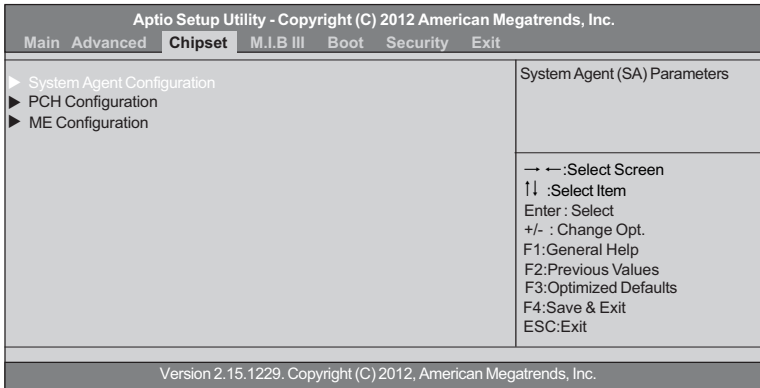 Aptio Setup Utility - Copyright (C) 2012 American Megatrends, Inc.
Main Advanced Chipset M.I.B III Boot Security Exit
▶ System Agent Configuration
▶ PCH Configuration
▶ ME Configuration
System Agent (SA) Parameters
→ ←:Select Screen
↑↓ :Select Item
Enter : Select
+/- : Change Opt.
F1:General Help
F2:Previous Values
F3:Optimized Defaults
F4:Save & Exit
ESC:Exit
Version 2.15.1229. Copyright (C) 2012, American Megatrends, Inc.